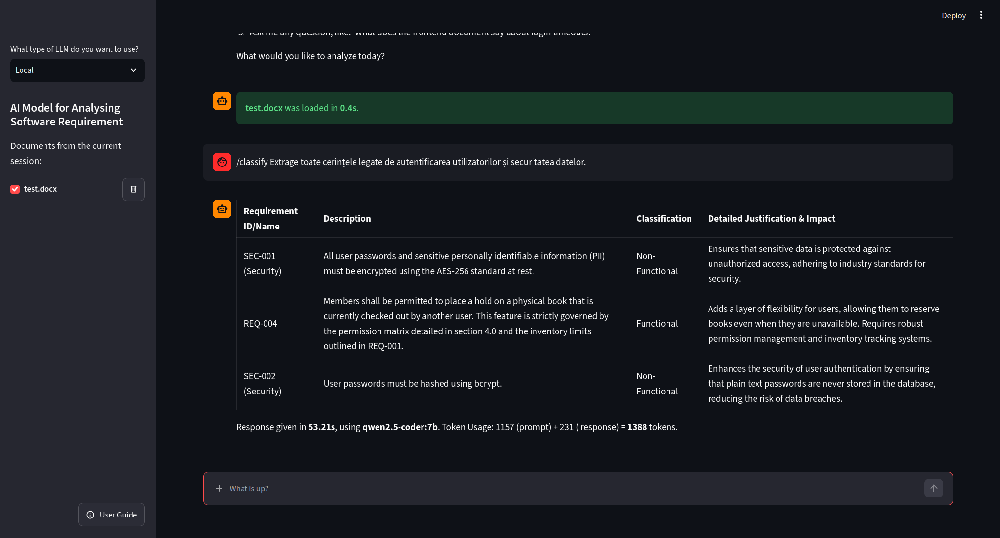 Deploy
What type of LLM do you want to use?
Local
AI Model for Analysing
Software Requirement
Documents from the current
session:
test.docx
User Guide
3. Ask me any question, like: "What does the frontend document say about login timeouts?"
What would you like to analyze today?
test.docx was loaded in 0.4s.
/classify Extrage toate cerințele legate de autentificarea utilizatorilor și securitatea datelor.
Requirement
ID/Name
Description
Classification
Detailed Justification & Impact
SEC-001
(Security)
All user passwords and sensitive personally identifiable information (PII)
must be encrypted using the AES-256 standard at rest.
Non-
Functional
Ensures that sensitive data is protected against
unauthorized access, adhering to industry standards for
security.
REQ-004
Members shall be permitted to place a hold on a physical book that is
currently checked out by another user. This feature is strictly governed by
the permission matrix detailed in section 4.0 and the inventory limits
outlined in REQ-001.
Functional
Adds a layer of flexibility for users, allowing them to reserve
books even when they are unavailable. Requires robust
permission management and inventory tracking systems.
SEC-002
(Security)
User passwords must be hashed using bcrypt.
Non-
Functional
Enhances the security of user authentication by ensuring
that plain text passwords are never stored in the database,
reducing the risk of data breaches.
Response given in 53.21s, using qwen2.5-coder:7b. Token Usage: 1157 (prompt) + 231 ( response) = 1388 tokens.
What is up?